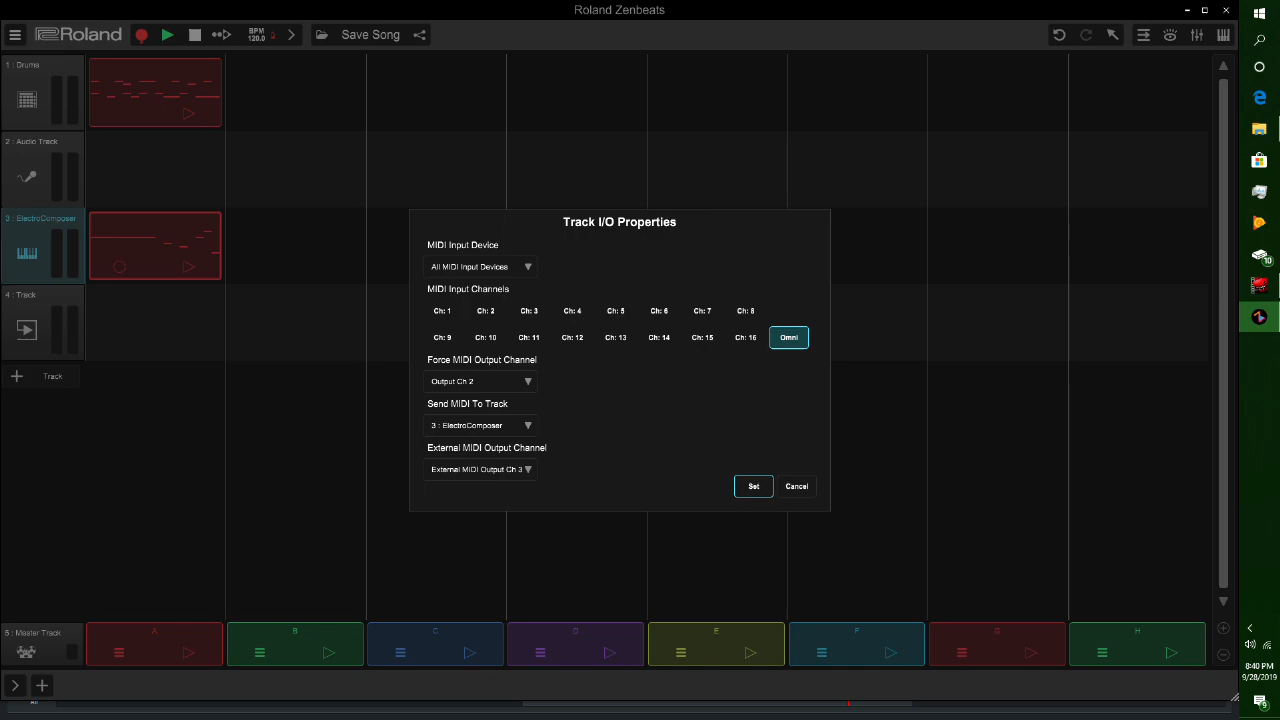 Roland Zenbeats
Roland
BPM
120.0
Save Song
1 : Drums
2 : Audio Track
3 : ElectroComposer
4 : Track
Track
Track I/O Properties
MIDI Input Device
All MIDI Input Devices
MIDI Input Channels
Ch: 1 Ch: 2 Ch: 3 Ch: 4 Ch: 5 Ch: 6 Ch: 7 Ch: 8
Ch: 9 Ch: 10 Ch: 11 Ch: 12 Ch: 13 Ch: 14 Ch: 15 Ch: 16 Omni
Force MIDI Output Channel
Output Ch 2
Send MIDI To Track
3 : ElectroComposer
External MIDI Output Channel
External MIDI Output Ch 3
Set Cancel
5 : Master Track
A B C D E F G H
10
8:40 PM
9/28/2019
9